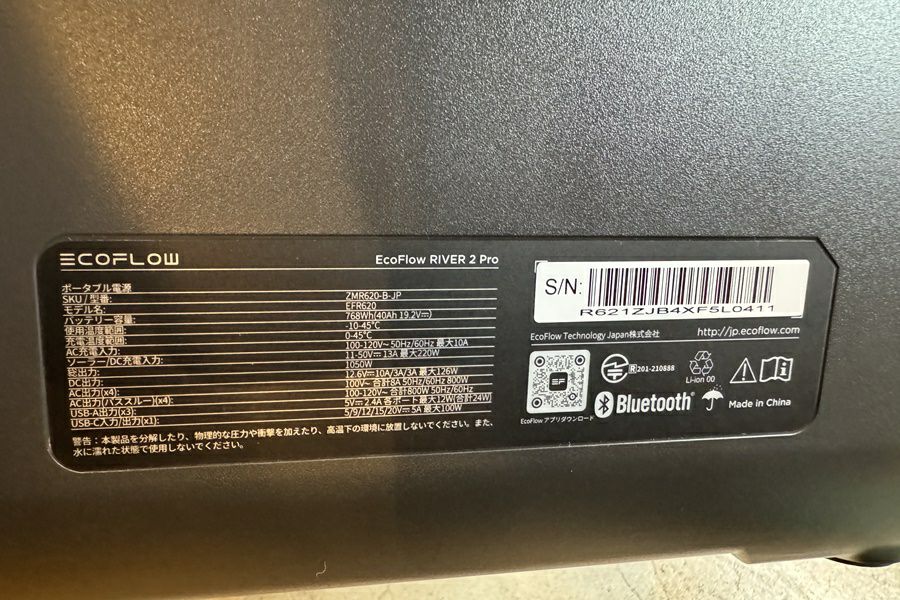 ECOFLOW
EcoFlow RIVER 2 Pro
ポータブル電源
SKU / 型番: ZMR620-B-JP
モデル名: EFR620
バッテリー容量: 768Wh(40Ah 19.2V⎓)
使用温度範囲: -10-45℃
充電温度範囲: 0-45℃
AC充電入力: 100-120V~ 50Hz/60Hz 最大10A
ソーラー/DC充電入力: 11-50V⎓ 13A 最大220W
総出力: 1050W
DC出力: 12.6V⎓10A/3A/3A 最大126W
AC出力(x4): 100V~ 合計8A 50Hz/60Hz 800W
AC出力(バススルー)(x4): 100-120V~ 合計800W 50Hz/60Hz
USB-A出力(x3): 5V⎓ 2.4A 各ポート最大12W(合計24W)
USB-C入力/出力(x1): 5/9/12/15/20V⎓ 5A 最大100W
警告：本製品を分解したり、物理的な圧力や衝撃を加えたり、高温下の環境に放置しないでください。また、
水に濡れた状態で使用しないでください。
S/N: R621ZJB4XF5L0411
EcoFlow Technology Japan株式会社
http://jp.ecoflow.com
R 201-210888
Li-ion 00
EcoFlow アプリダウンロード
Bluetooth
Made in China